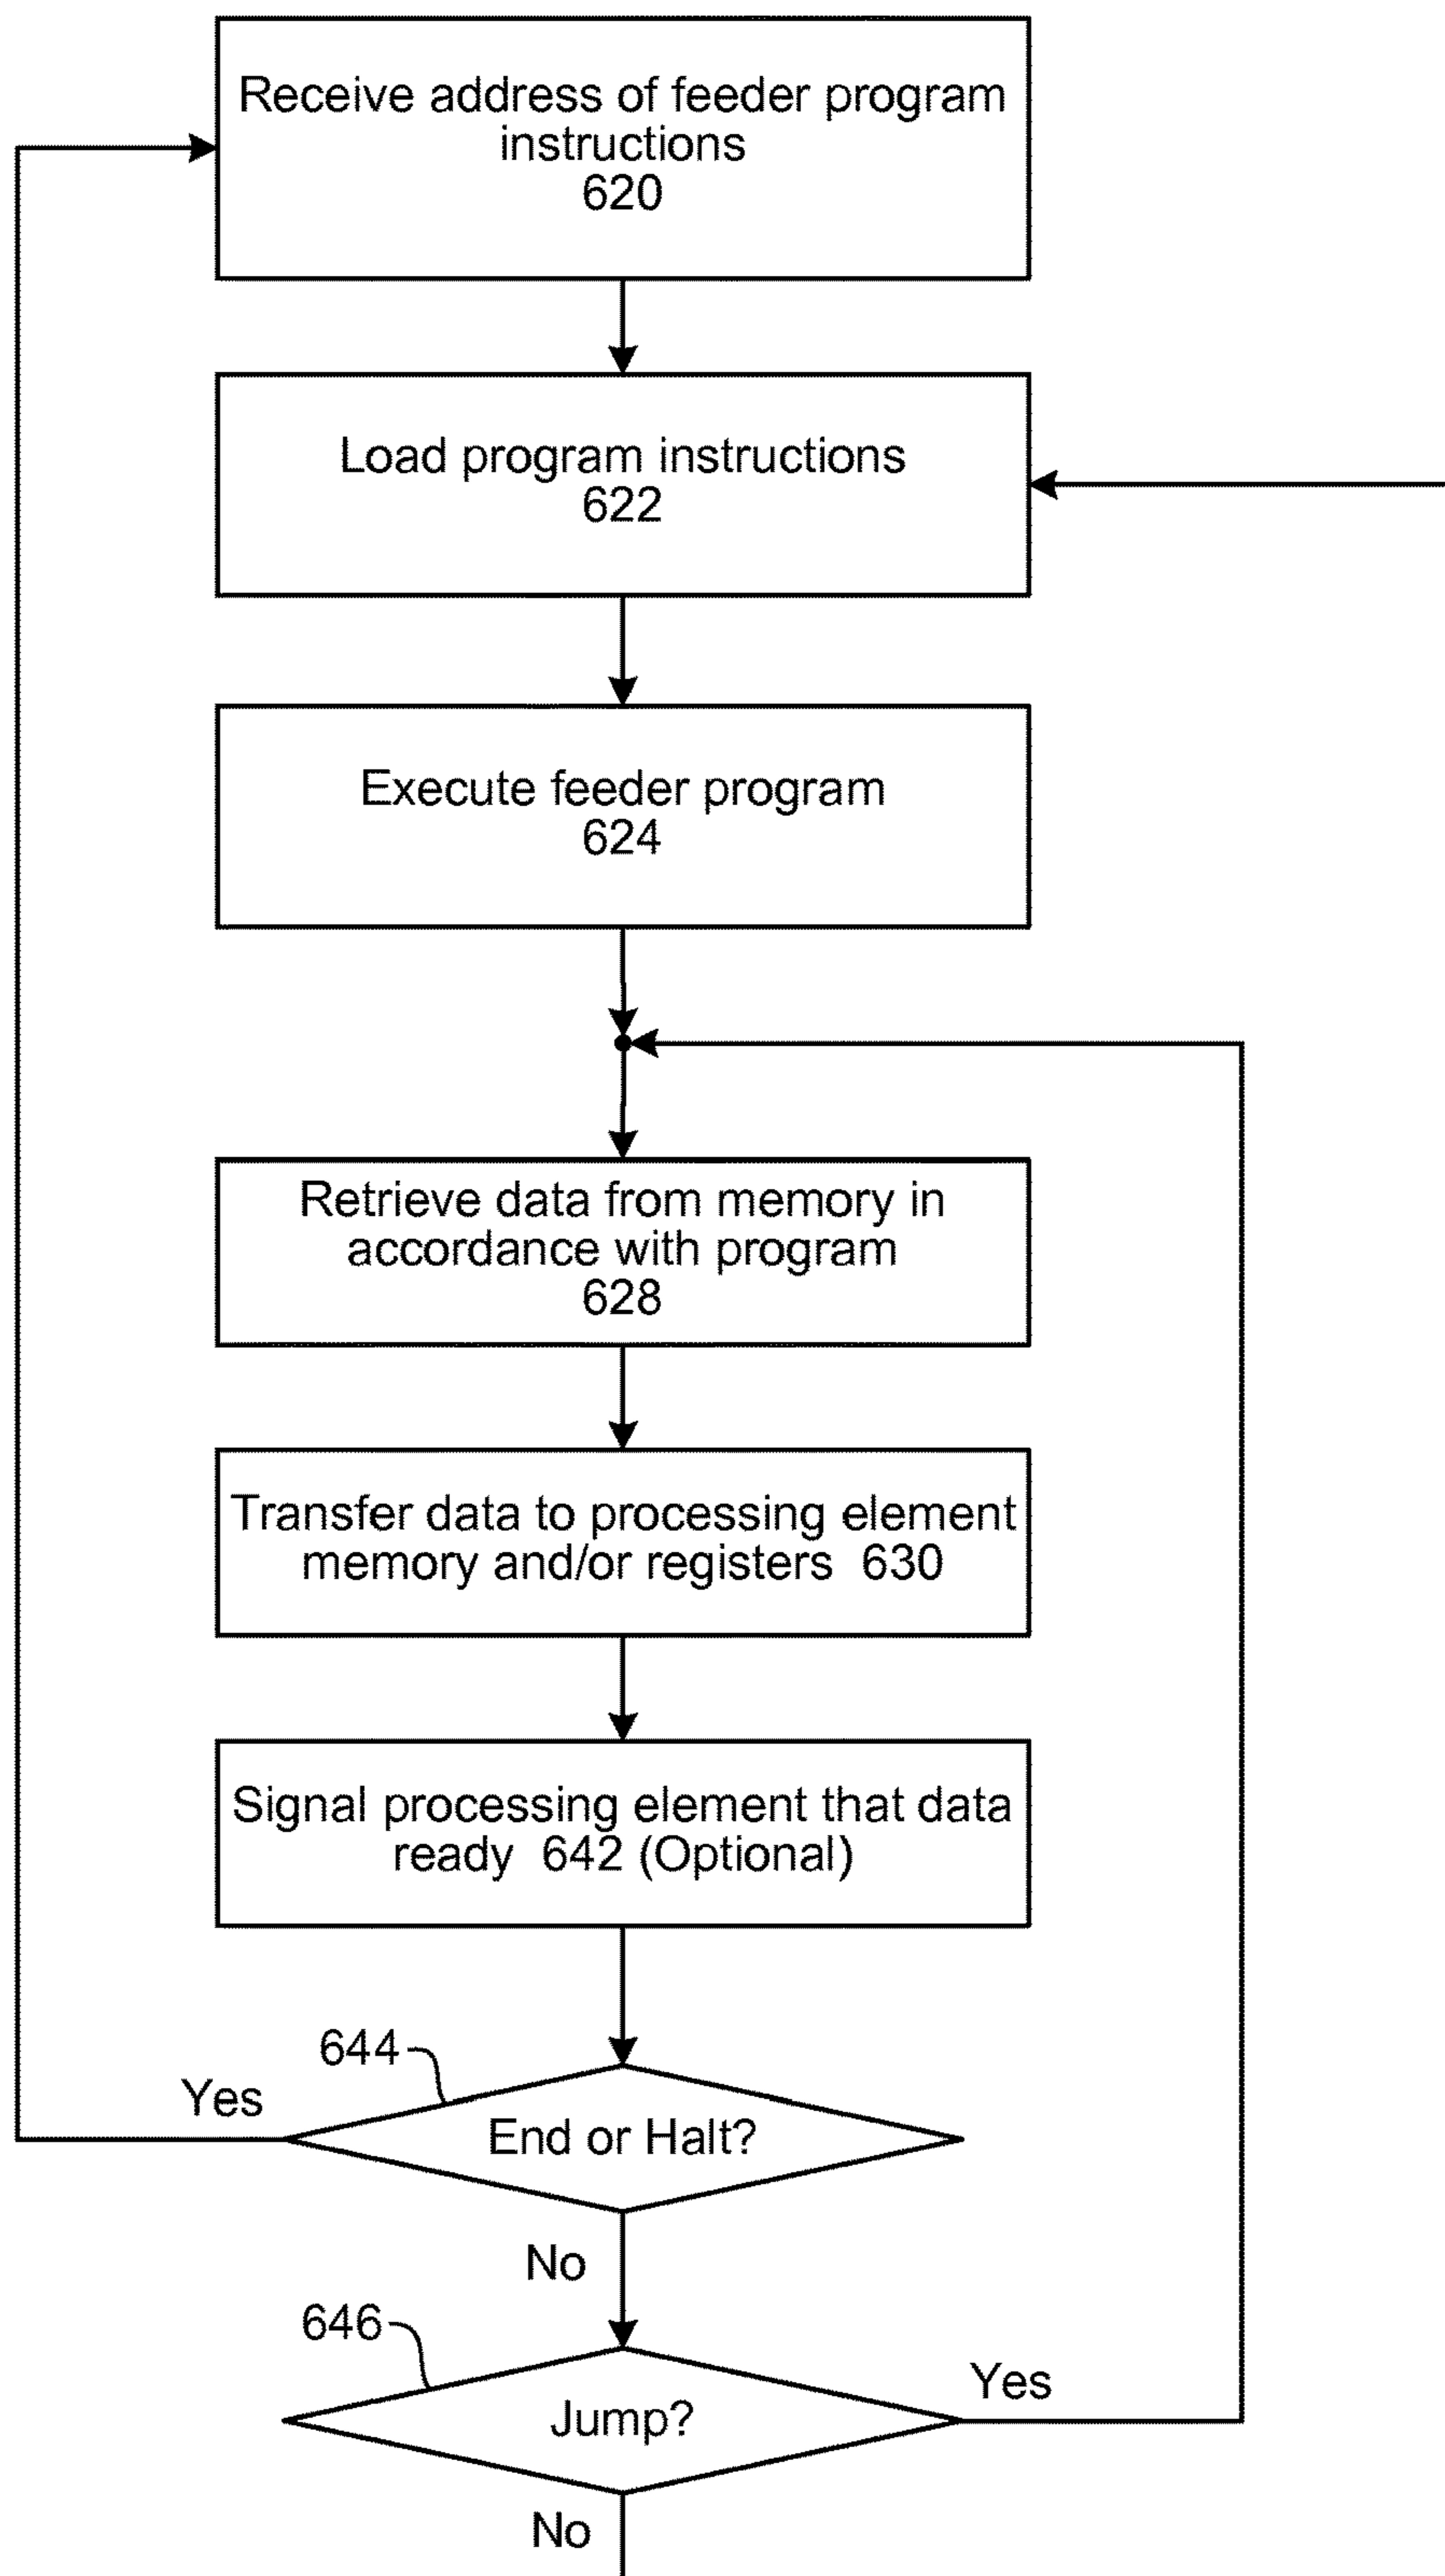 Receive address of feeder program
instructions
620
Load program instructions
622
Execute feeder program
624
Retrieve data from memory in
accordance with program
628
Transfer data to processing element
memory and/or registers 630
Signal processing element that data
ready 642 (Optional)
644
Yes
End or Halt?
No
646
Yes
Jump?
No